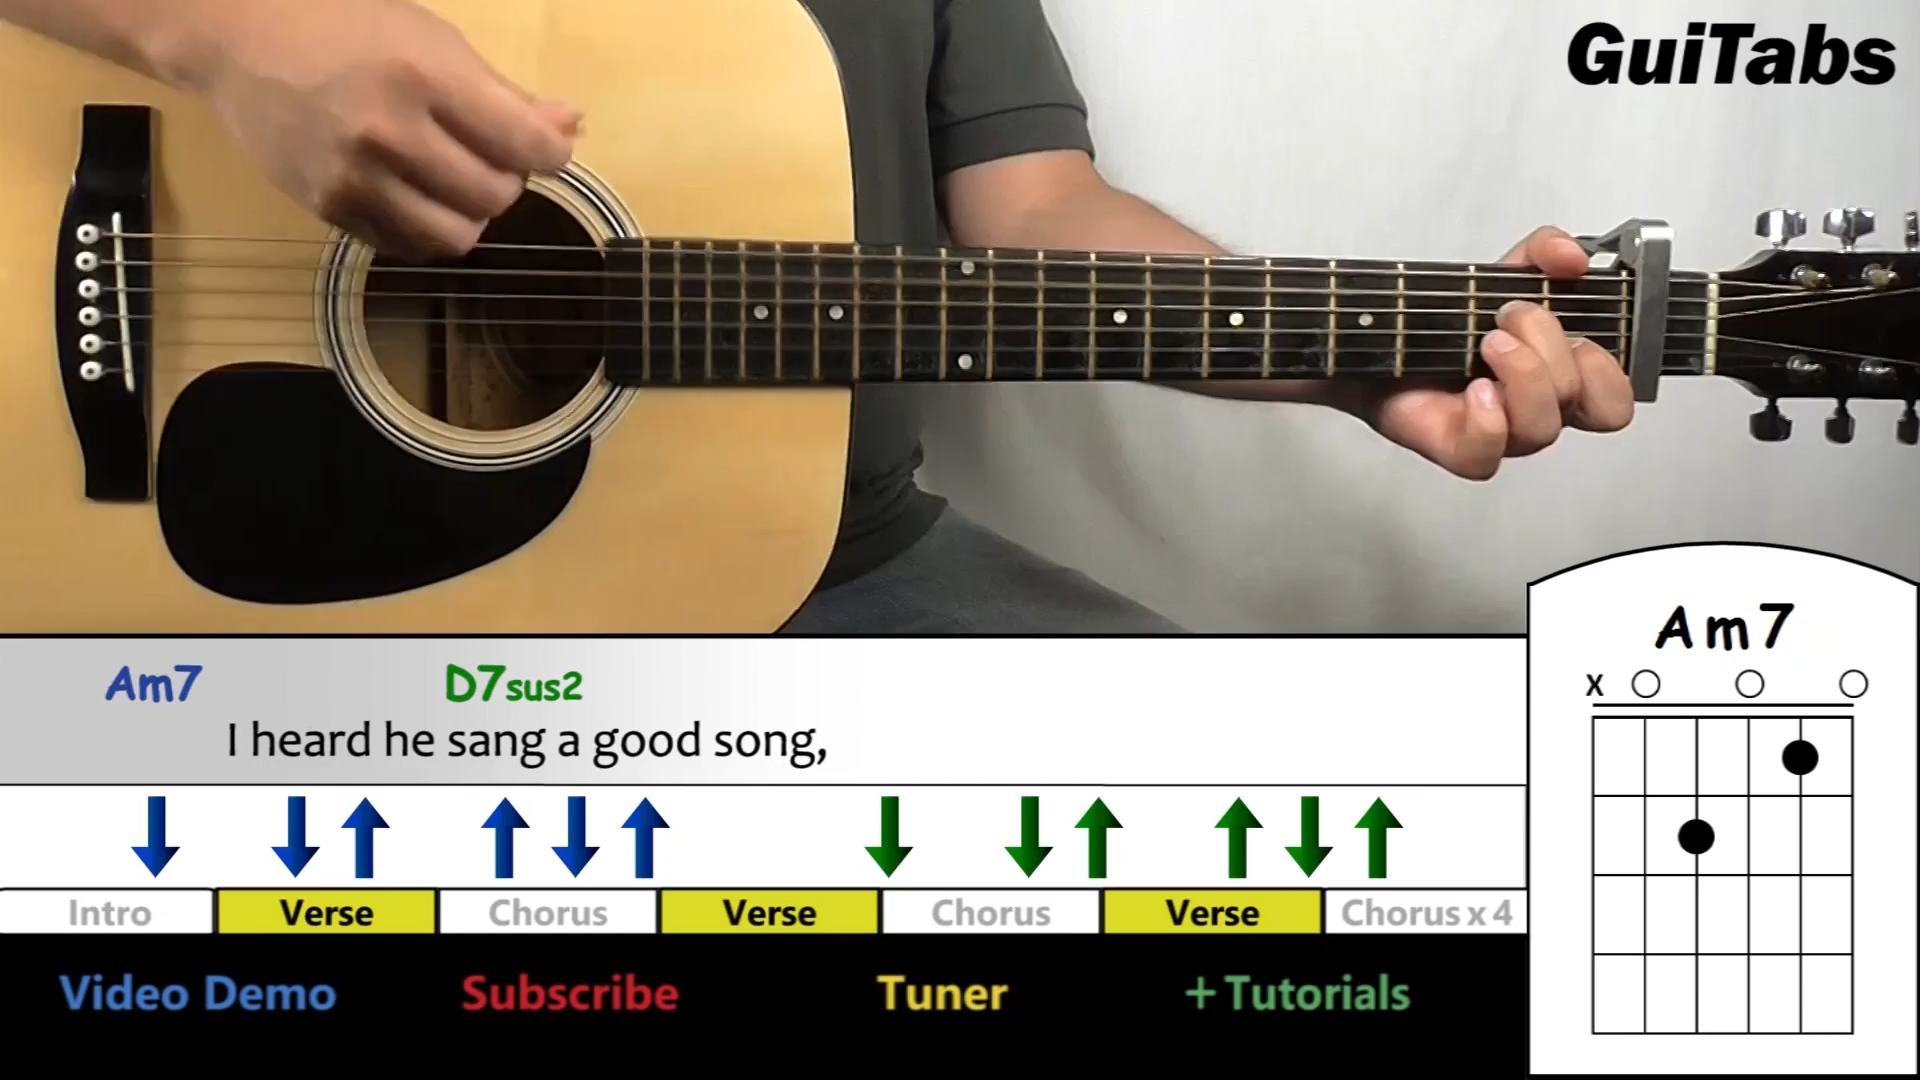 GuiTabs
Am7
x
Am7 D7sus2
I heard he sang a good song,
Intro Verse Chorus Verse Chorus Verse Chorus x 4
Video Demo Subscribe Tuner + Tutorials